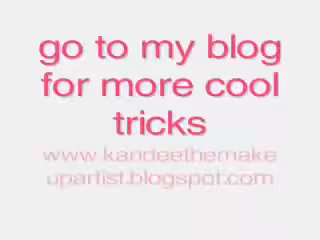 go to my blog
for more cool
tricks
www.kandeethemake
upartist.blogspot.com